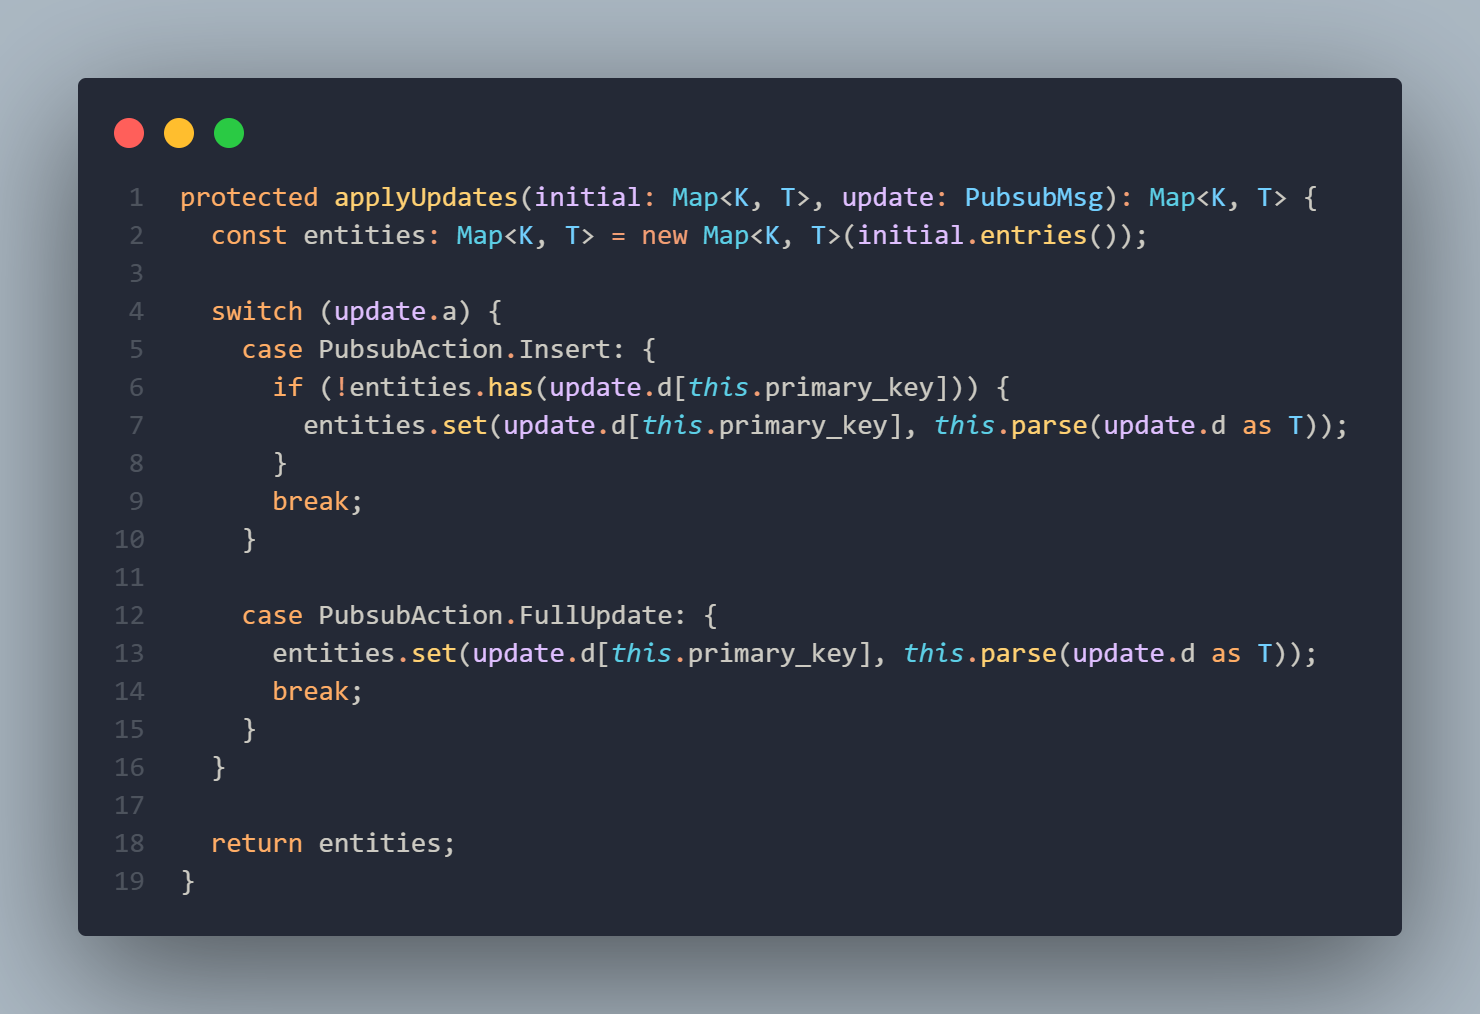 1 protected applyUpdates(initial: Map<K, T>, update: PubsubMsg): Map<K, T> {
2   const entities: Map<K, T> = new Map<K, T>(initial.entries());
3
4   switch (update.a) {
5     case PubsubAction.Insert: {
6       if (!entities.has(update.d[this.primary_key])) {
7         entities.set(update.d[this.primary_key], this.parse(update.d as T));
8       }
9       break;
10     }
11
12     case PubsubAction.FullUpdate: {
13       entities.set(update.d[this.primary_key], this.parse(update.d as T));
14       break;
15     }
16   }
17
18   return entities;
19 }